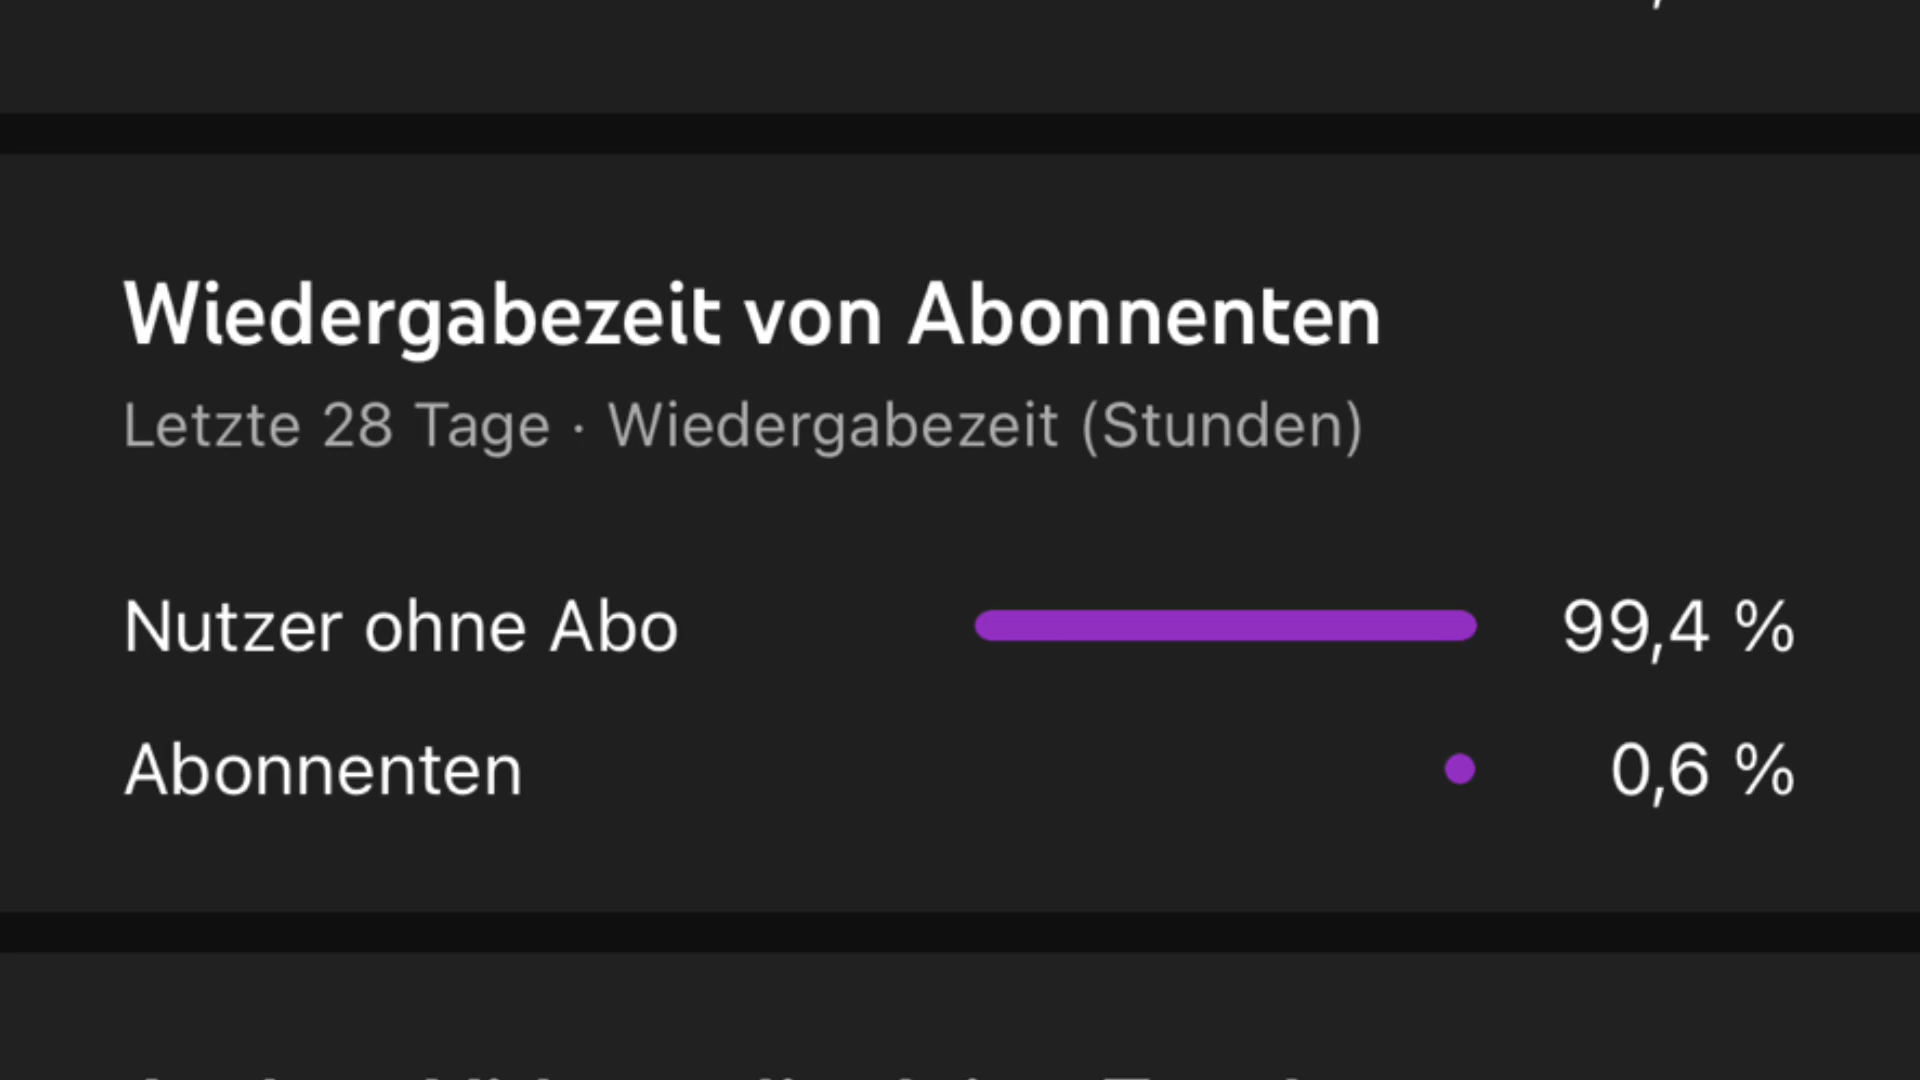 Wiedergabezeit von Abonnenten
Letzte 28 Tage · Wiedergabezeit (Stunden)
Nutzer ohne Abo 99,4 %
Abonnenten 0,6 %